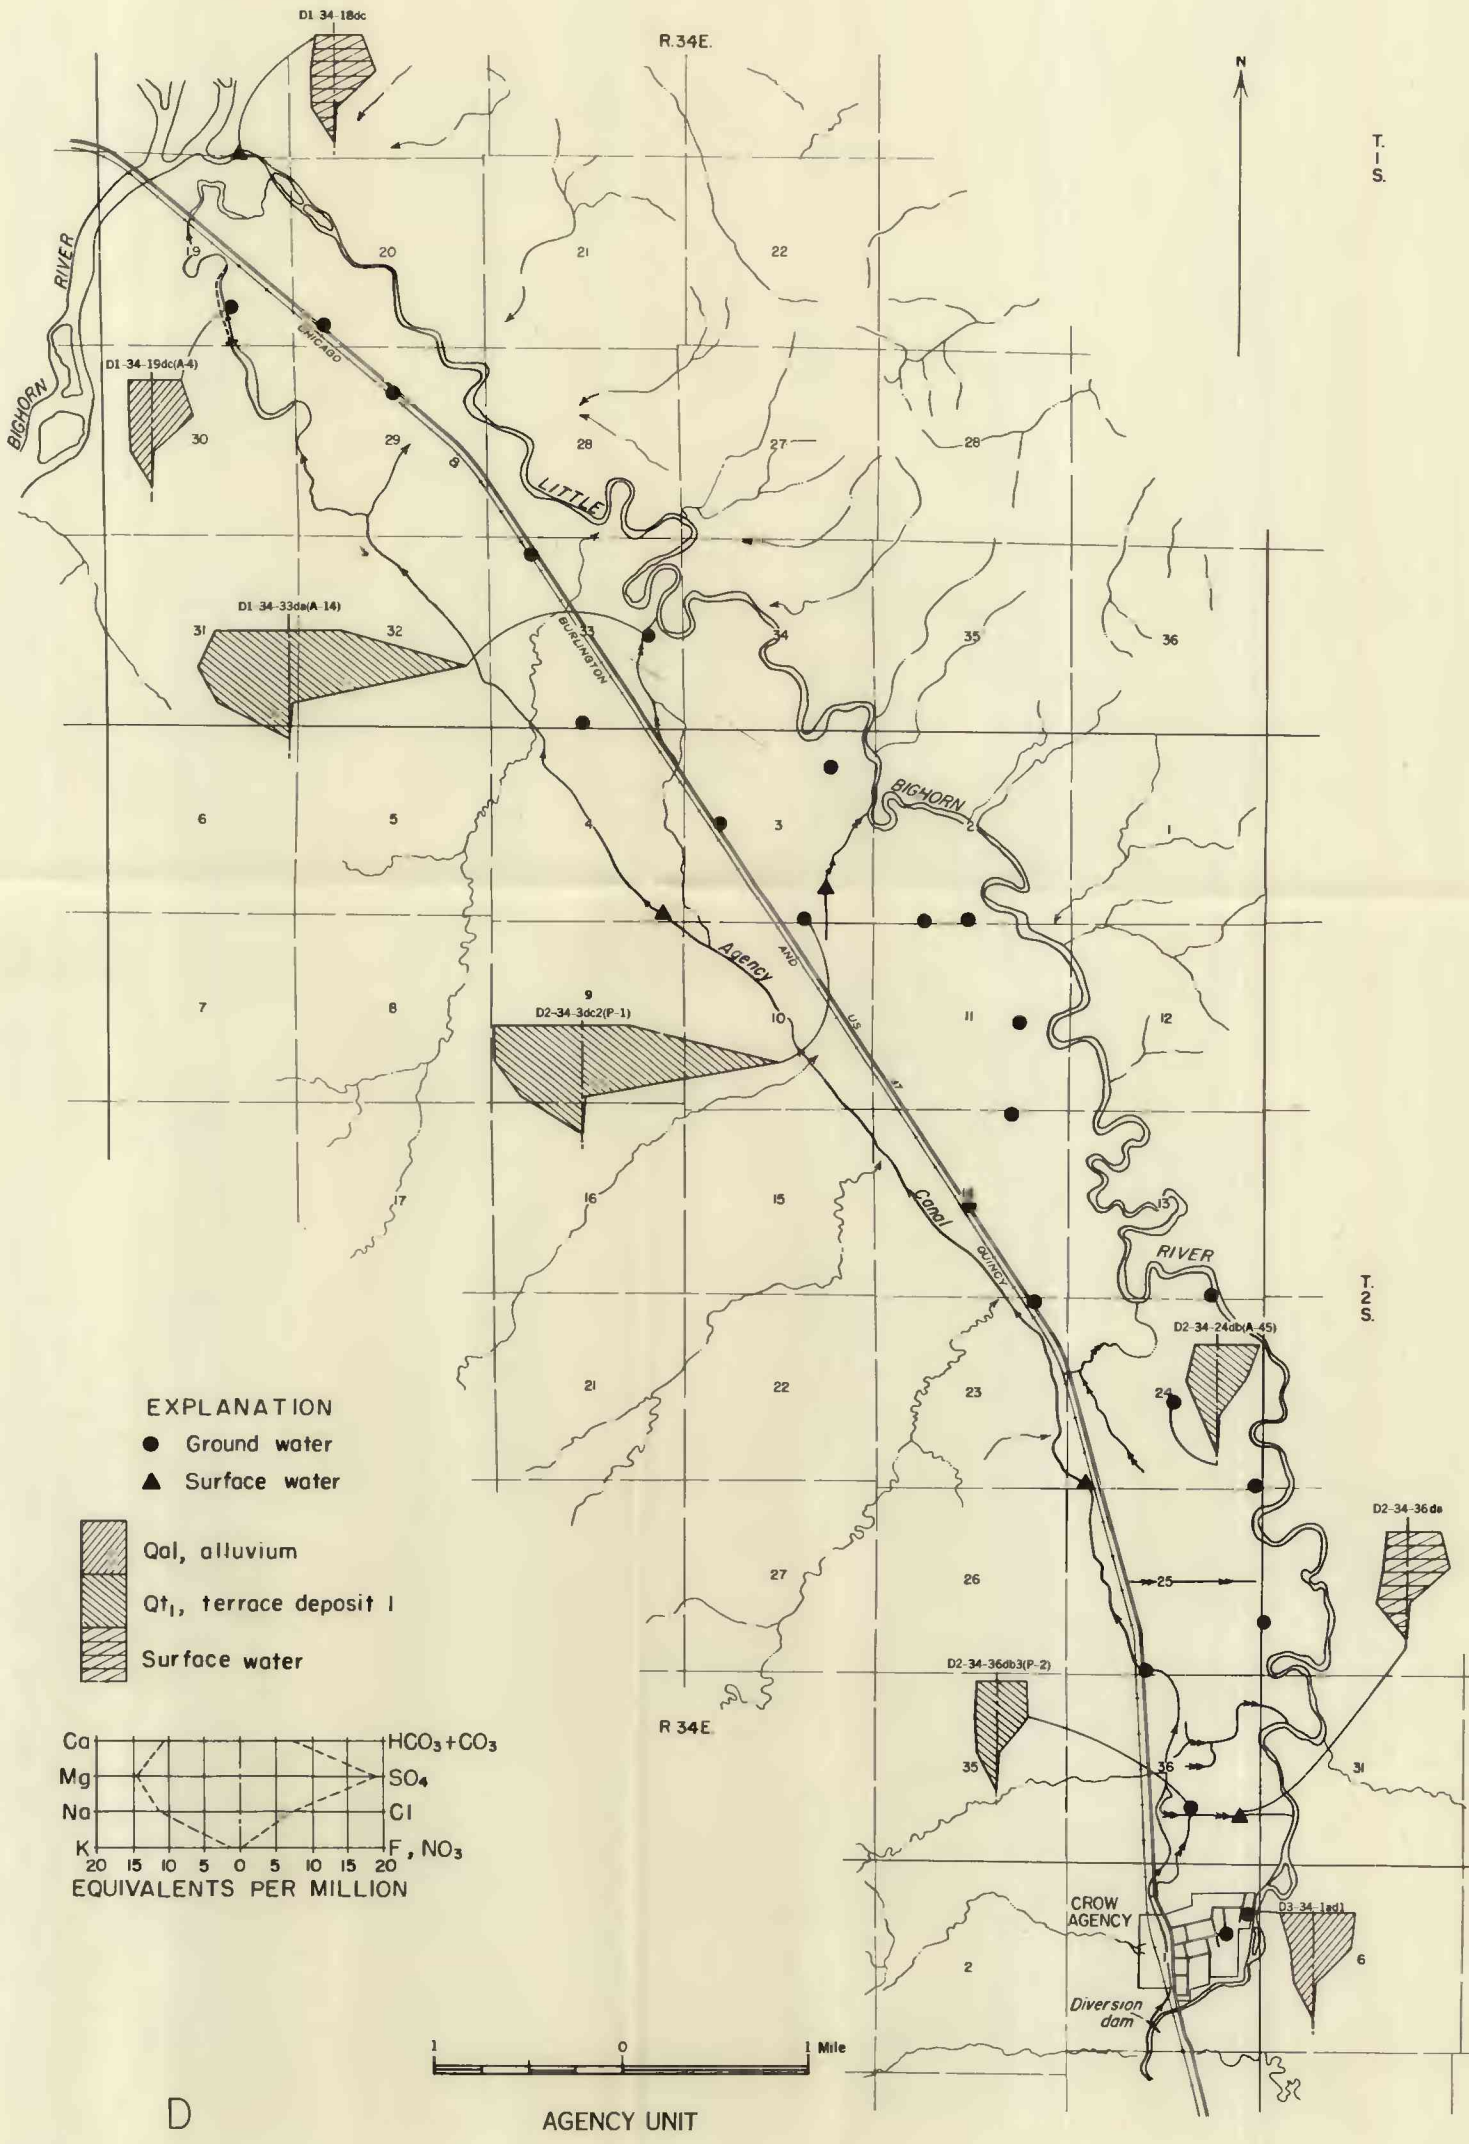 D1 34-18dc
R.34E.
N
T.
1
S.
RIVER
19
20
21
22
CHICAGO
D1-34-19dc(A-4)
BIGHORN
30
29
28
27
28
B
LITTLE
D1 34-33da(A-14)
31
32
33
34
35
36
BURLINGTON
BIGHORN
6
5
4
3
2
1
AND
Agency
7
8
9
D2-34-3dc2(P-1)
10
US
11
12
87
17
16
15
Canal
14
13
QUINCY
RIVER
T.
2
S.
D2-34-24db(A-45)
21
22
23
24
EXPLANATION
Ground water
Surface water
D2-34-36da
Qal, alluvium
27
26
25
Qt1, terrace deposit 1
Surface water
D2-34-36db3(P-2)
R 34E.
Ca
HCO3+CO3
35
36
31
Mg
SO4
Na
Cl
K
F, NO3
20 15 10 5 0 5 10 15 20
EQUIVALENTS PER MILLION
CROW
AGENCY
D3-34-1ad1
2
1
6
Diversion
dam
1 0 1 Mile
D
AGENCY UNIT